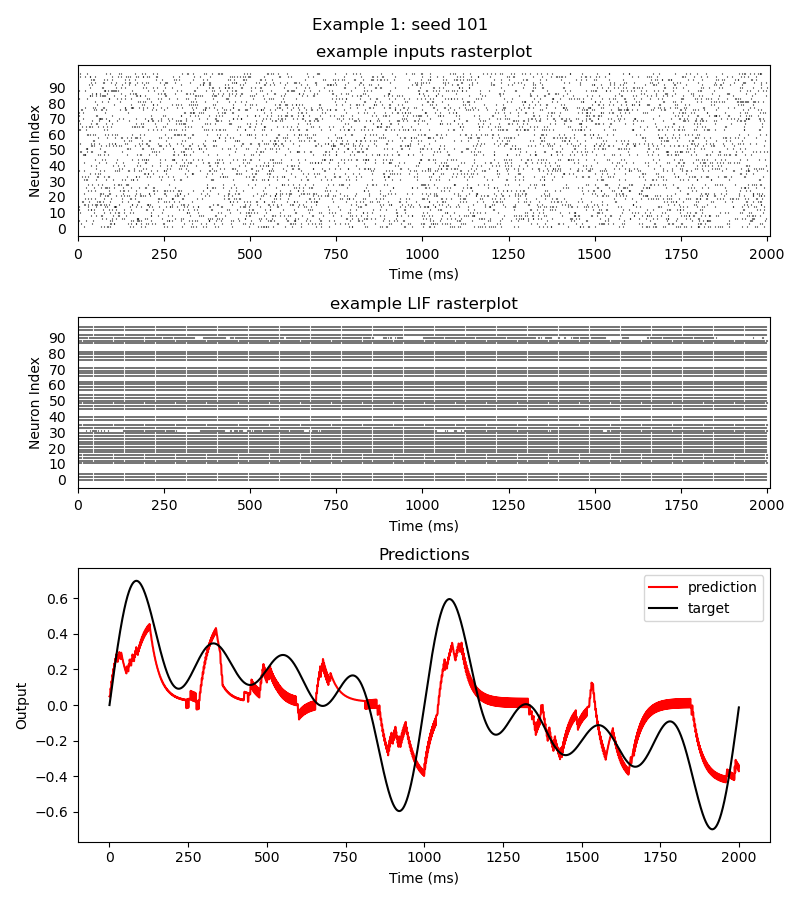 Example 1: seed 101
example inputs rasterplot
Neuron Index
90
80
70
60
50
40
30
20
10
0
0 250 500 750 1000 1250 1500 1750 2000
Time (ms)
example LIF rasterplot
Neuron Index
90
80
70
60
50
40
30
20
10
0
0 250 500 750 1000 1250 1500 1750 2000
Time (ms)
Predictions
Output
0.6
0.4
0.2
0.0
−0.2
−0.4
−0.6
prediction
target
0 250 500 750 1000 1250 1500 1750 2000
Time (ms)